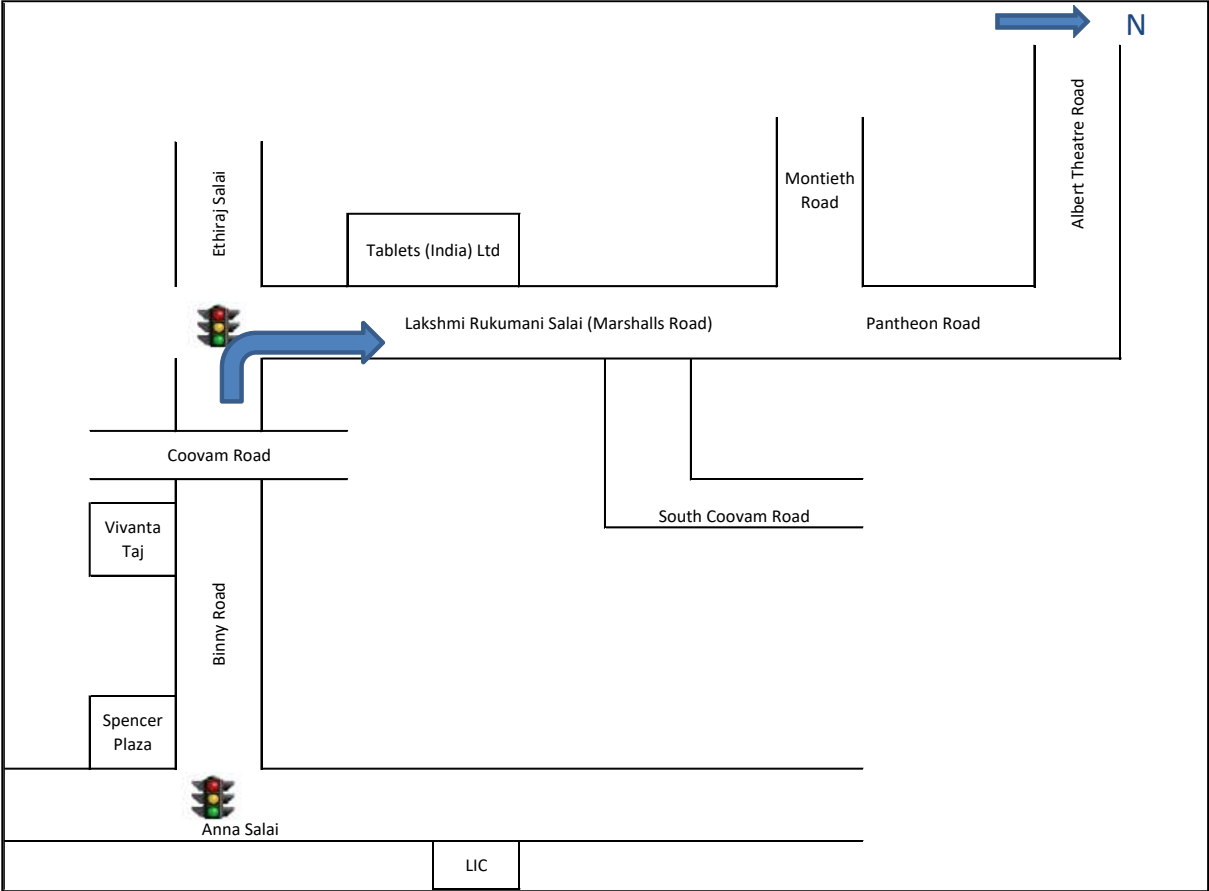 N
Albert Theatre Road
Montieth
Road
Ethiraj Salai
Tablets (India) Ltd
Lakshmi Rukumani Salai (Marshalls Road)
Pantheon Road
Coovam Road
Vivanta
Taj
South Coovam Road
Binny Road
Spencer
Plaza
Anna Salai
LIC